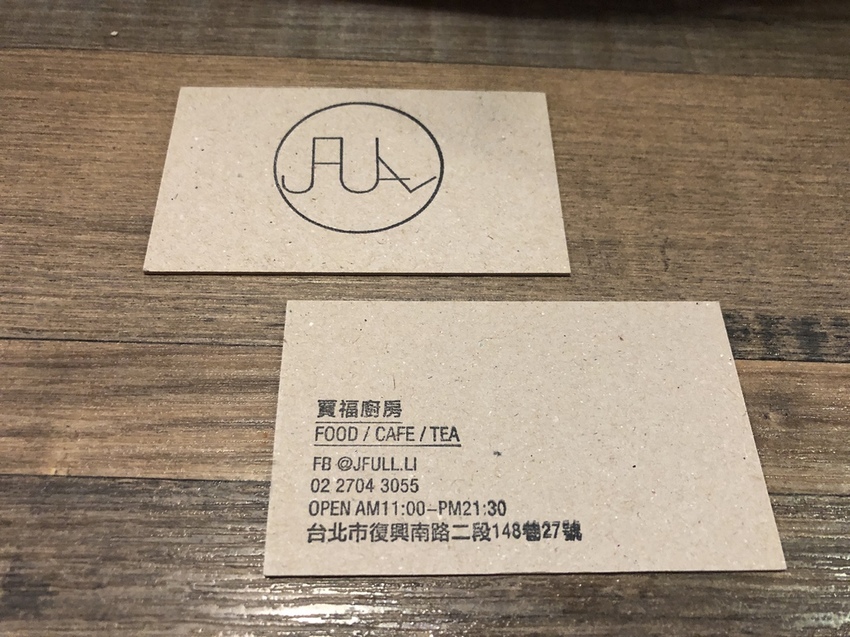 JFULL
賈福廚房
FOOD / CAFE / TEA
FB @JFULL.LI
02 2704 3055
OPEN AM11:00-PM21:30
台北市復興南路二段148巷27號